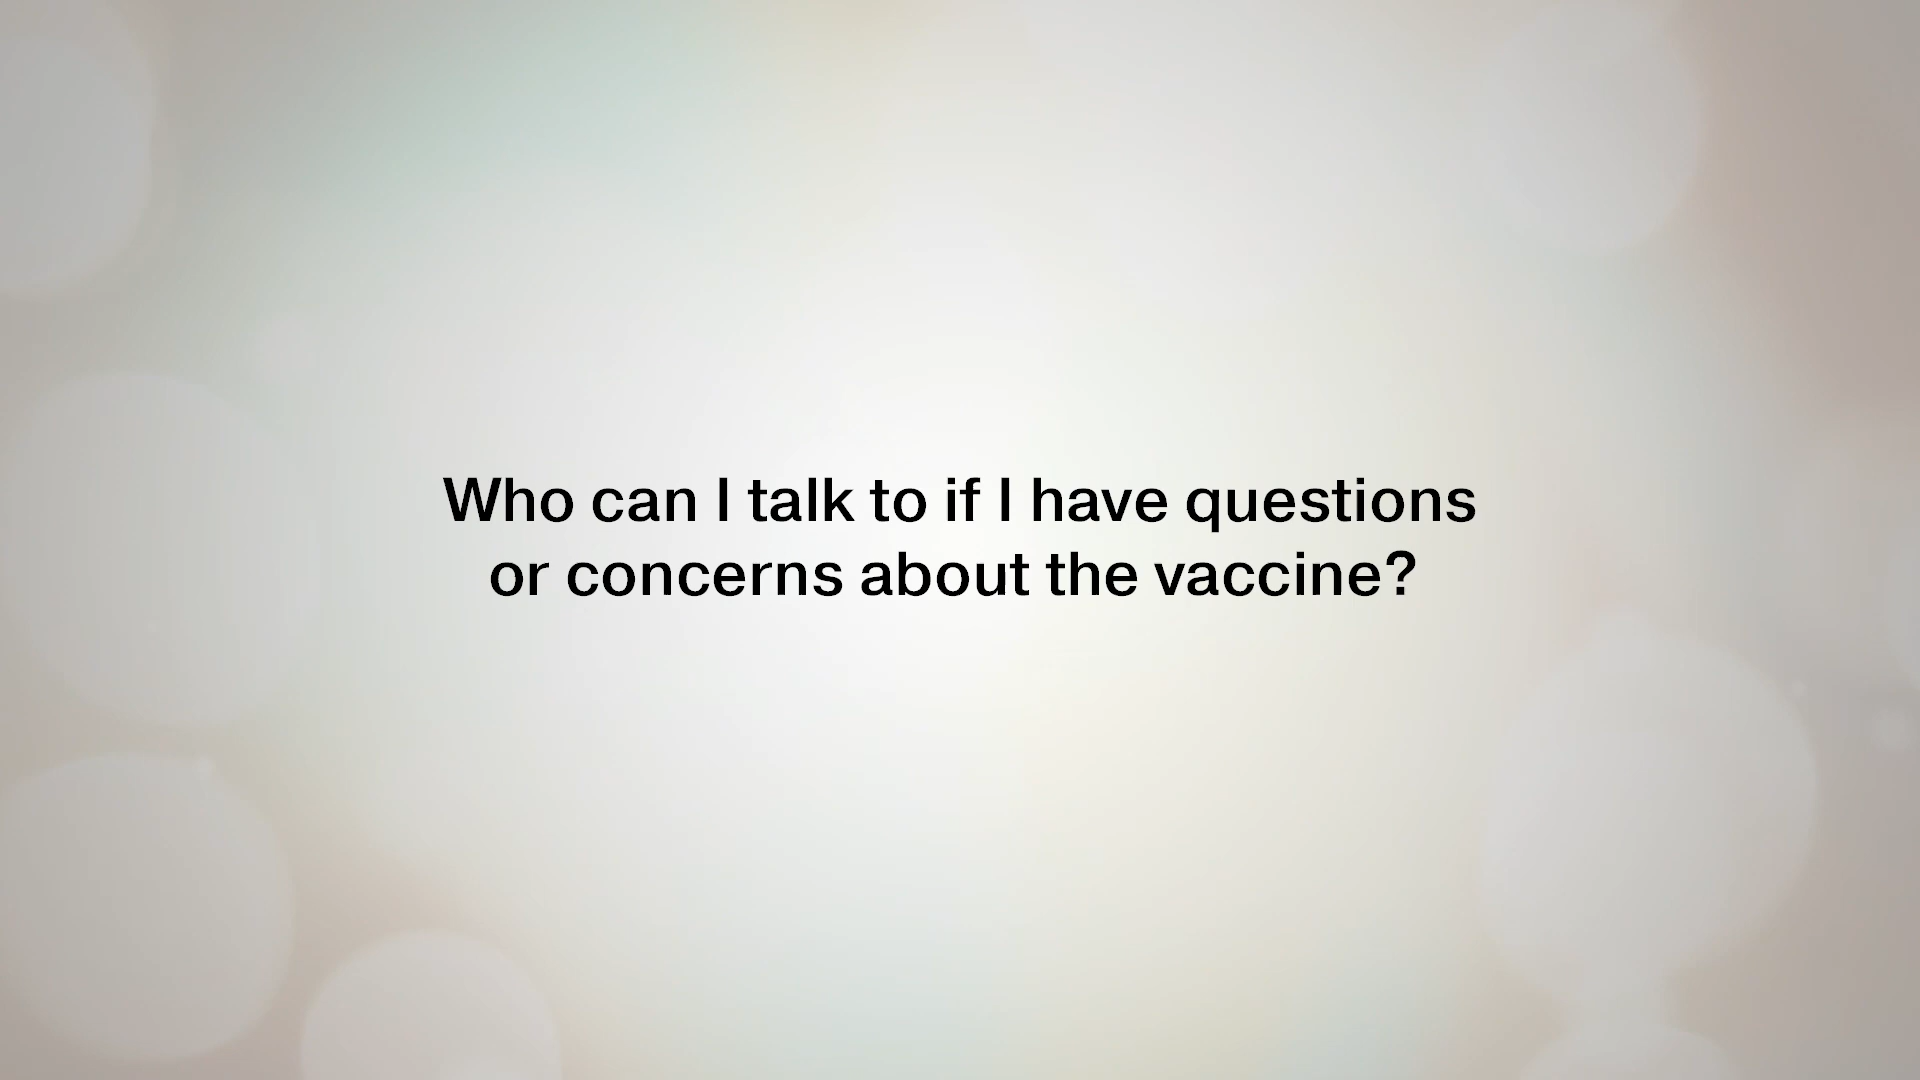 Who can I talk to if I have questions
or concerns about the vaccine?